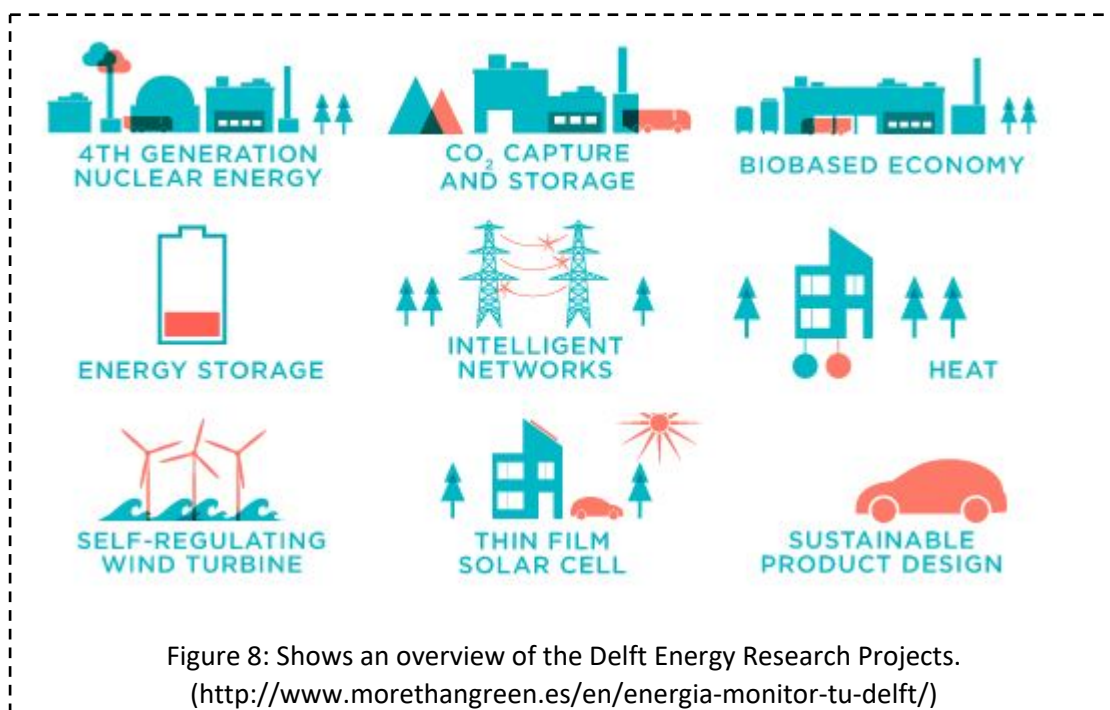 4TH GENERATION
NUCLEAR ENERGY
CO₂ CAPTURE
AND STORAGE
BIOBASED ECONOMY
ENERGY STORAGE
INTELLIGENT
NETWORKS
HEAT
SELF-REGULATING
WIND TURBINE
THIN FILM
SOLAR CELL
SUSTAINABLE
PRODUCT DESIGN
Figure 8: Shows an overview of the Delft Energy Research Projects.
(http://www.morethangreen.es/en/energia-monitor-tu-delft/)